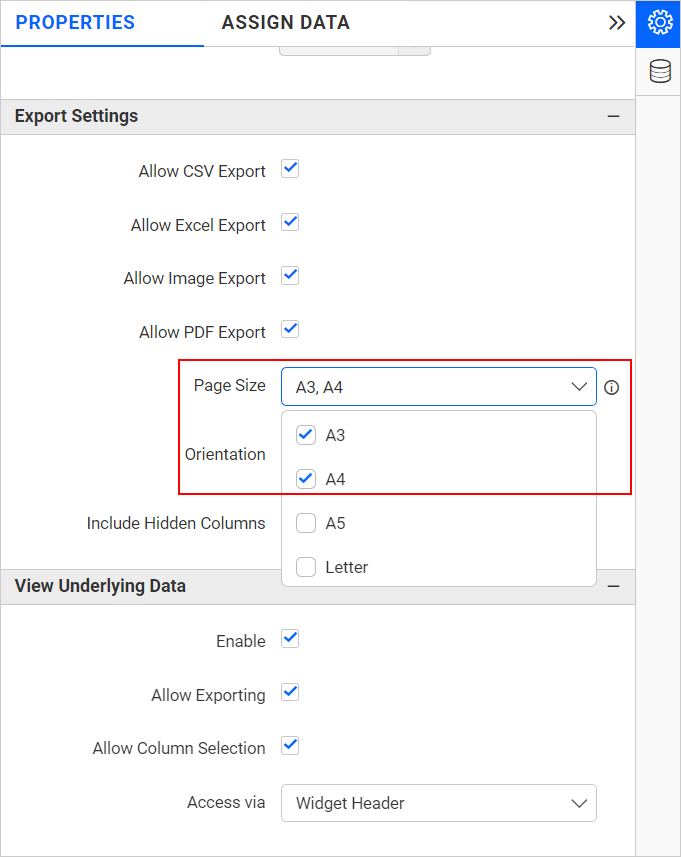 PROPERTIES ASSIGN DATA
Export Settings
Allow CSV Export
Allow Excel Export
Allow Image Export
Allow PDF Export
Page Size A3, A4
A3
Orientation
A4
Include Hidden Columns A5
Letter
View Underlying Data
Enable
Allow Exporting
Allow Column Selection
Access via Widget Header